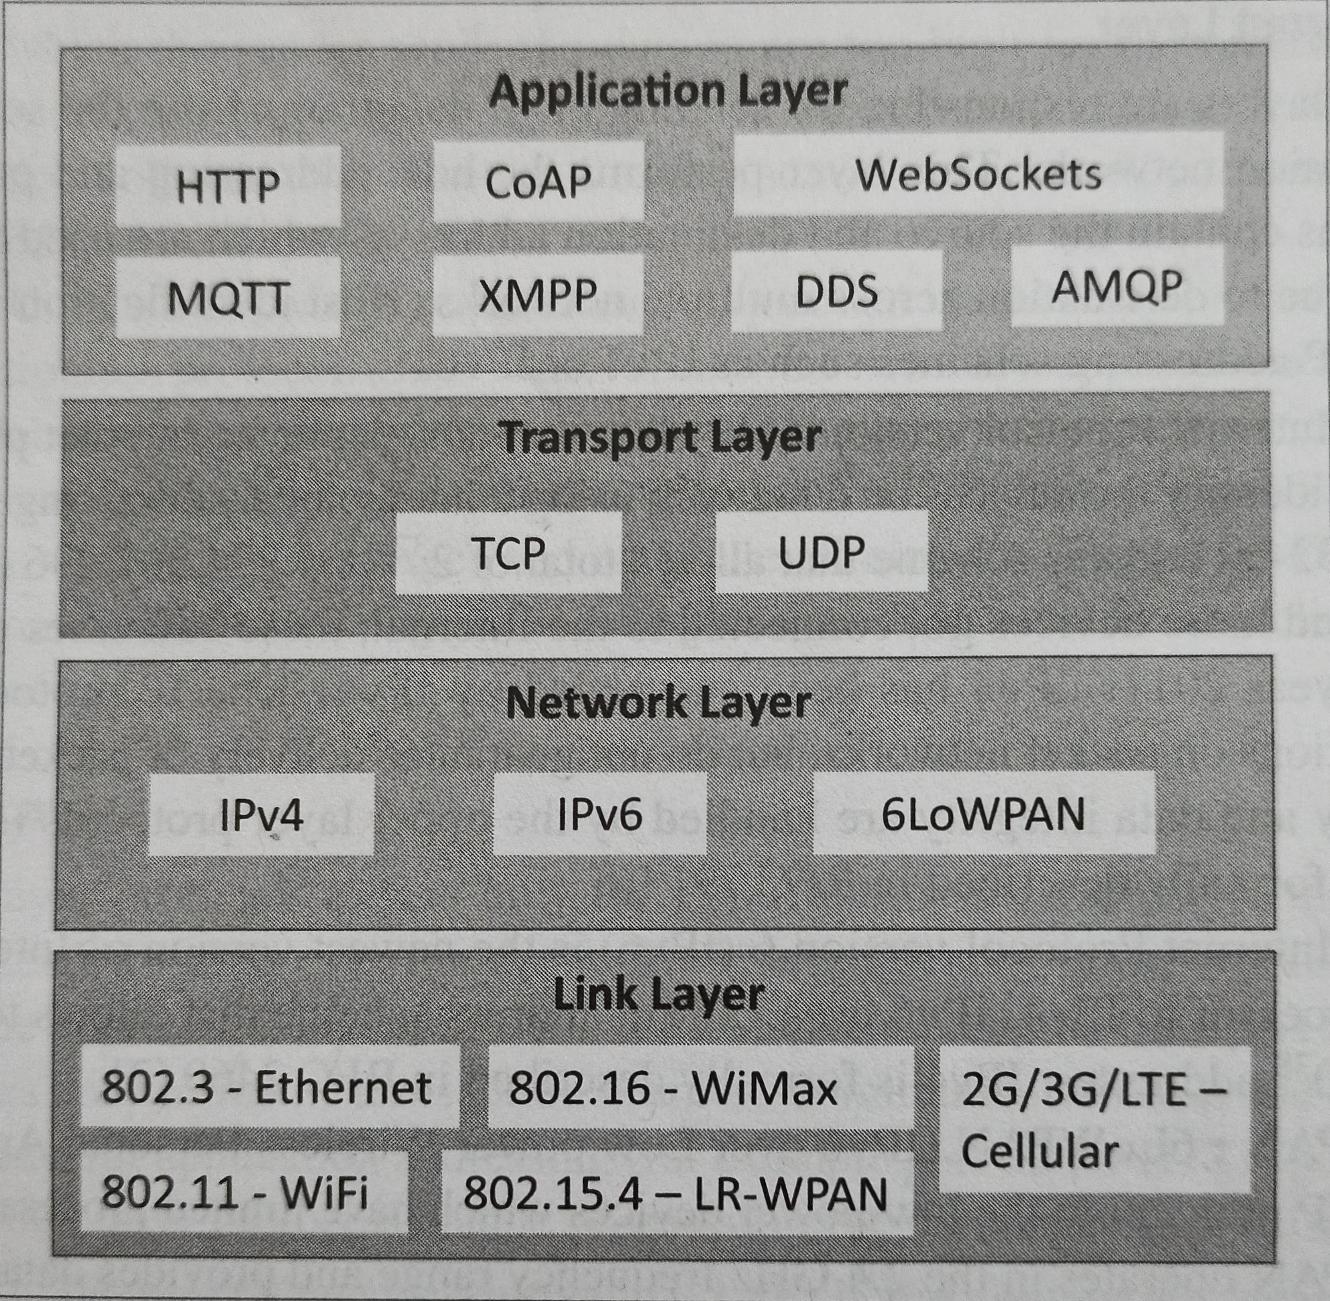 Application Layer
HTTP
CoAP
WebSockets
MQTT
XMPP
DDS
AMQP
Transport Layer
TCP
UDP
Network Layer
IPv4
IPv6
6LoWPAN
Link Layer
802.3 - Ethernet
802.16 - WiMax
2G/3G/LTE –
Cellular
802.11 - WiFi
802.15.4 – LR-WPAN